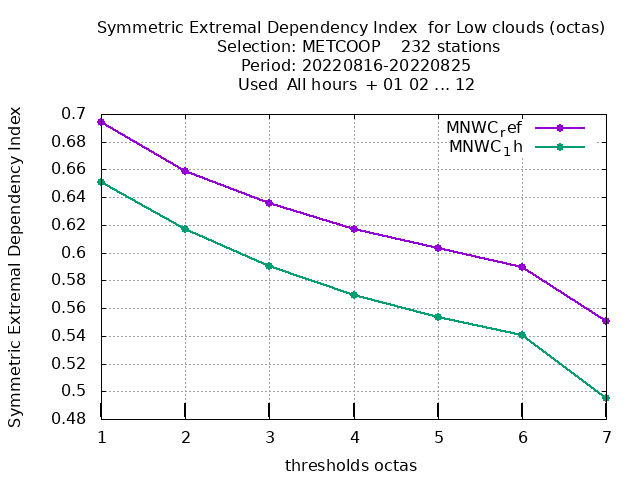 Symmetric Extremal Dependency Index  for Low clouds (octas)
Selection: METCOOP    232 stations
Period: 20220816-20220825
Used  All hours  + 01 02 ... 12
Symmetric Extremal Dependency Index
0.7
0.68
0.66
0.64
0.62
0.6
0.58
0.56
0.54
0.52
0.5
0.48
MNWCref
MNWC1h
1 2 3 4 5 6 7
thresholds octas